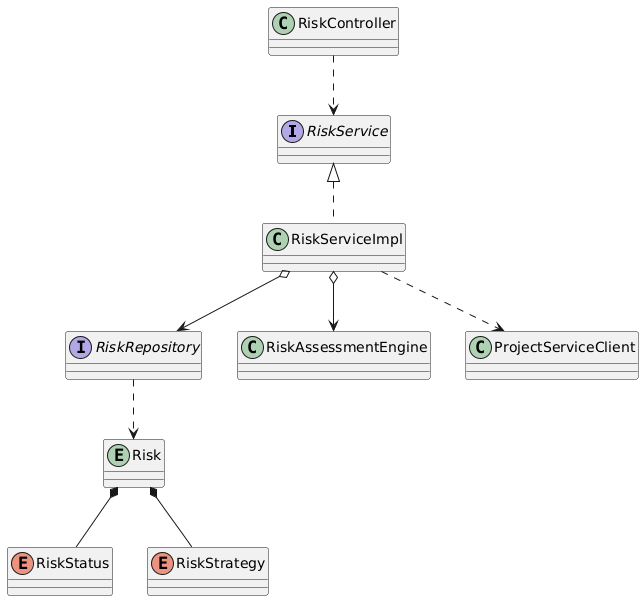 C RiskController
I RiskService
C RiskServiceImpl
I RiskRepository
C RiskAssessmentEngine
C ProjectServiceClient
E Risk
E RiskStatus
E RiskStrategy